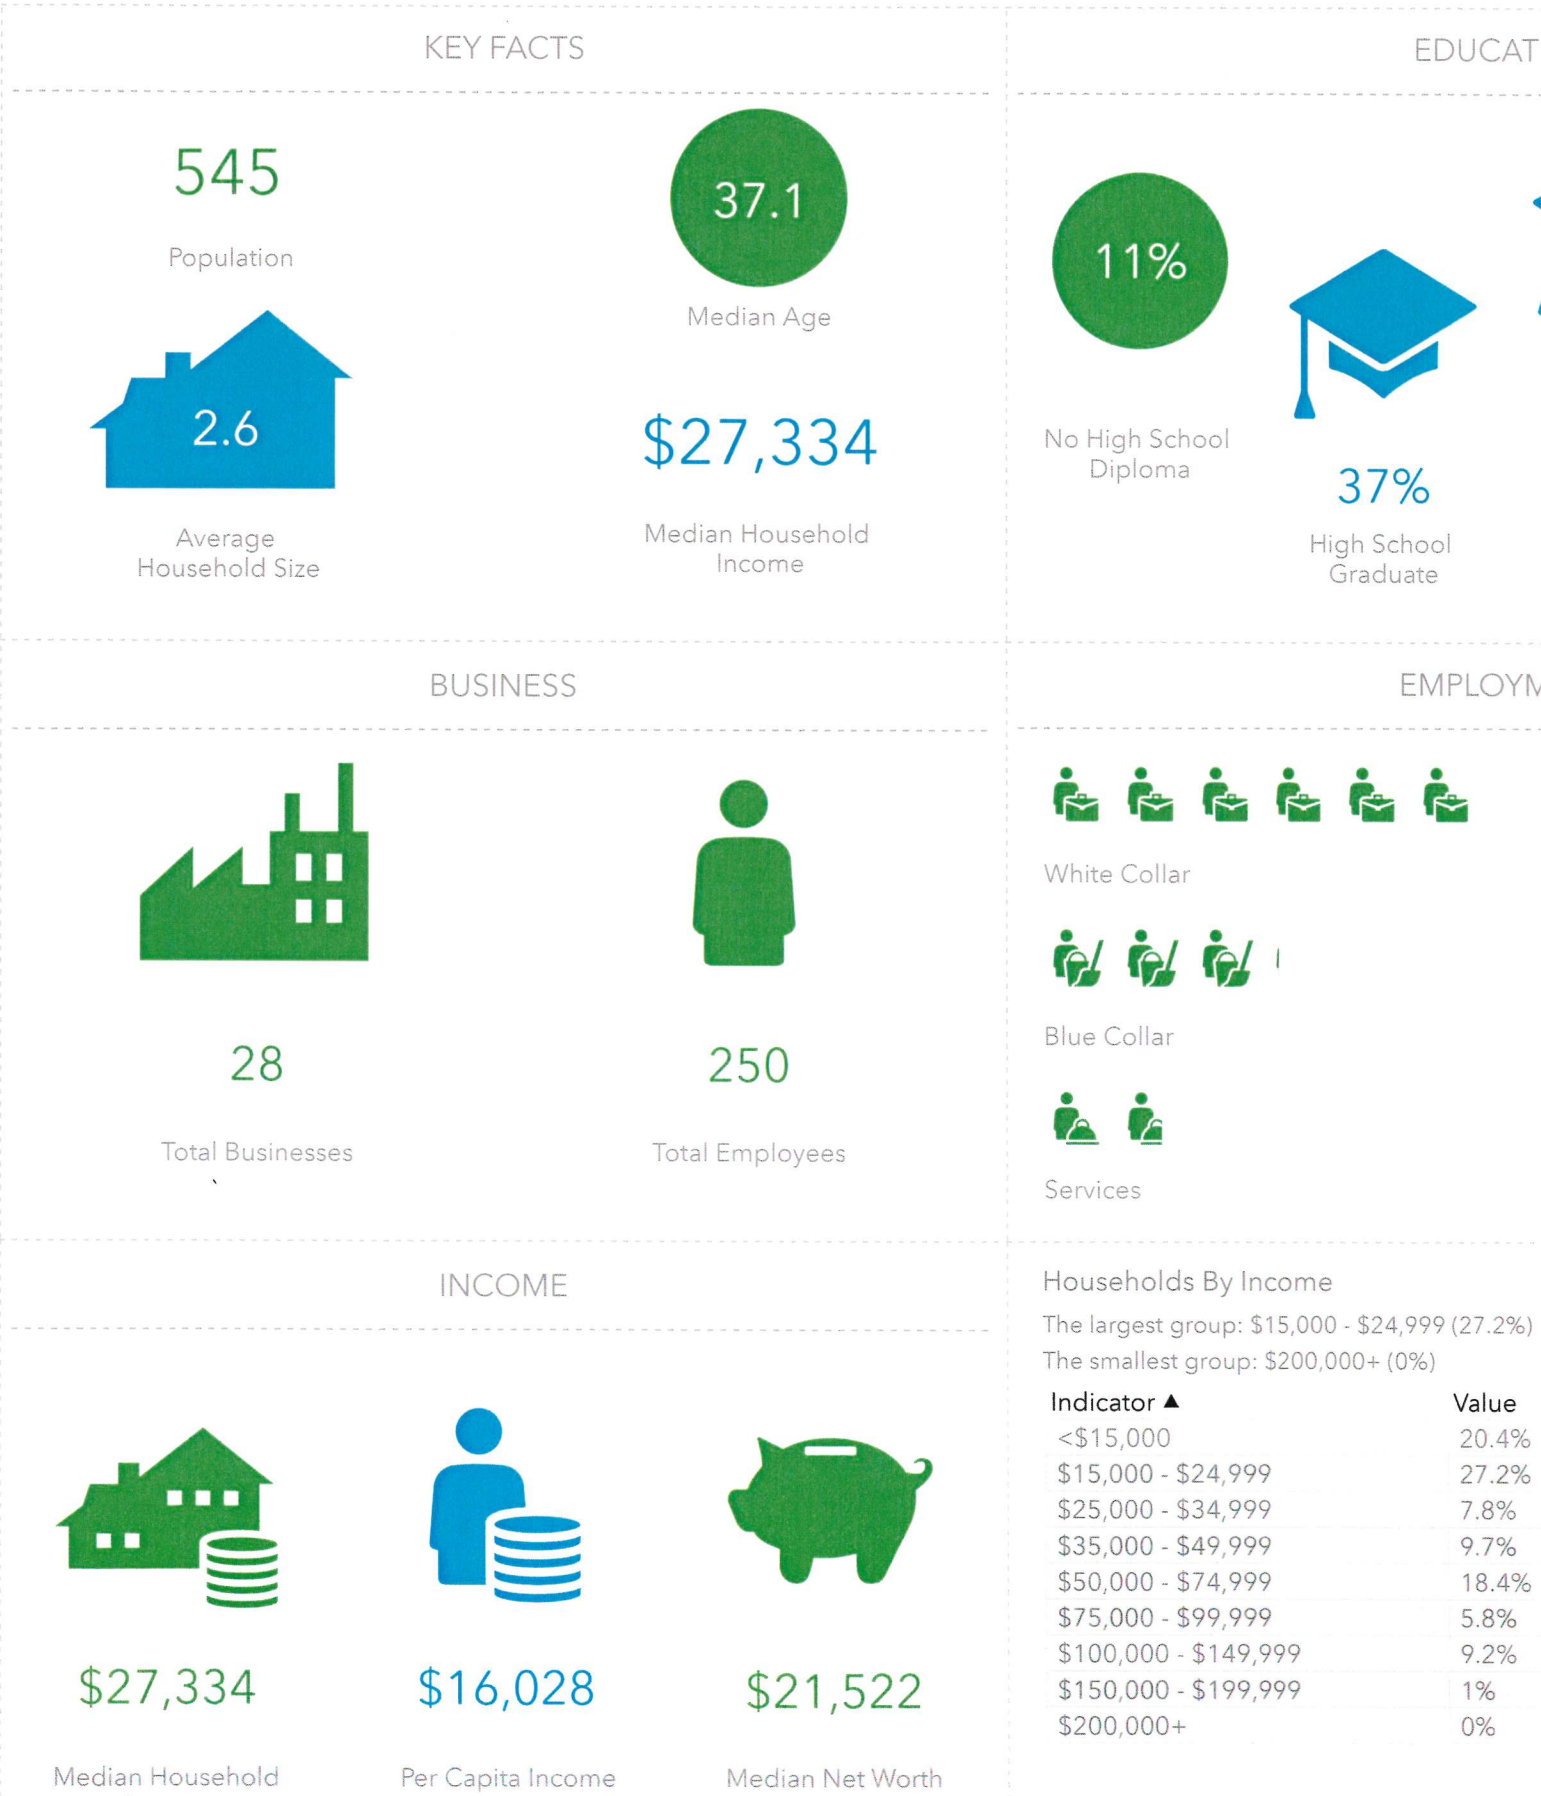 KEY FACTS
545
Population
37.1
Median Age
2.6
Average
Household Size
$27,334
Median Household
Income
EDUCAT
11%
No High School
Diploma
37%
High School
Graduate
BUSINESS
28
Total Businesses
250
Total Employees
EMPLOYM
White Collar
Blue Collar
Services
INCOME
$27,334
Median Household
$16,028
Per Capita Income
$21,522
Median Net Worth
Households By Income
The largest group: $15,000 - $24,999 (27.2%)
The smallest group: $200,000+ (0%)
Indicator ▲ Value
<$15,000 20.4%
$15,000 - $24,999 27.2%
$25,000 - $34,999 7.8%
$35,000 - $49,999 9.7%
$50,000 - $74,999 18.4%
$75,000 - $99,999 5.8%
$100,000 - $149,999 9.2%
$150,000 - $199,999 1%
$200,000+ 0%